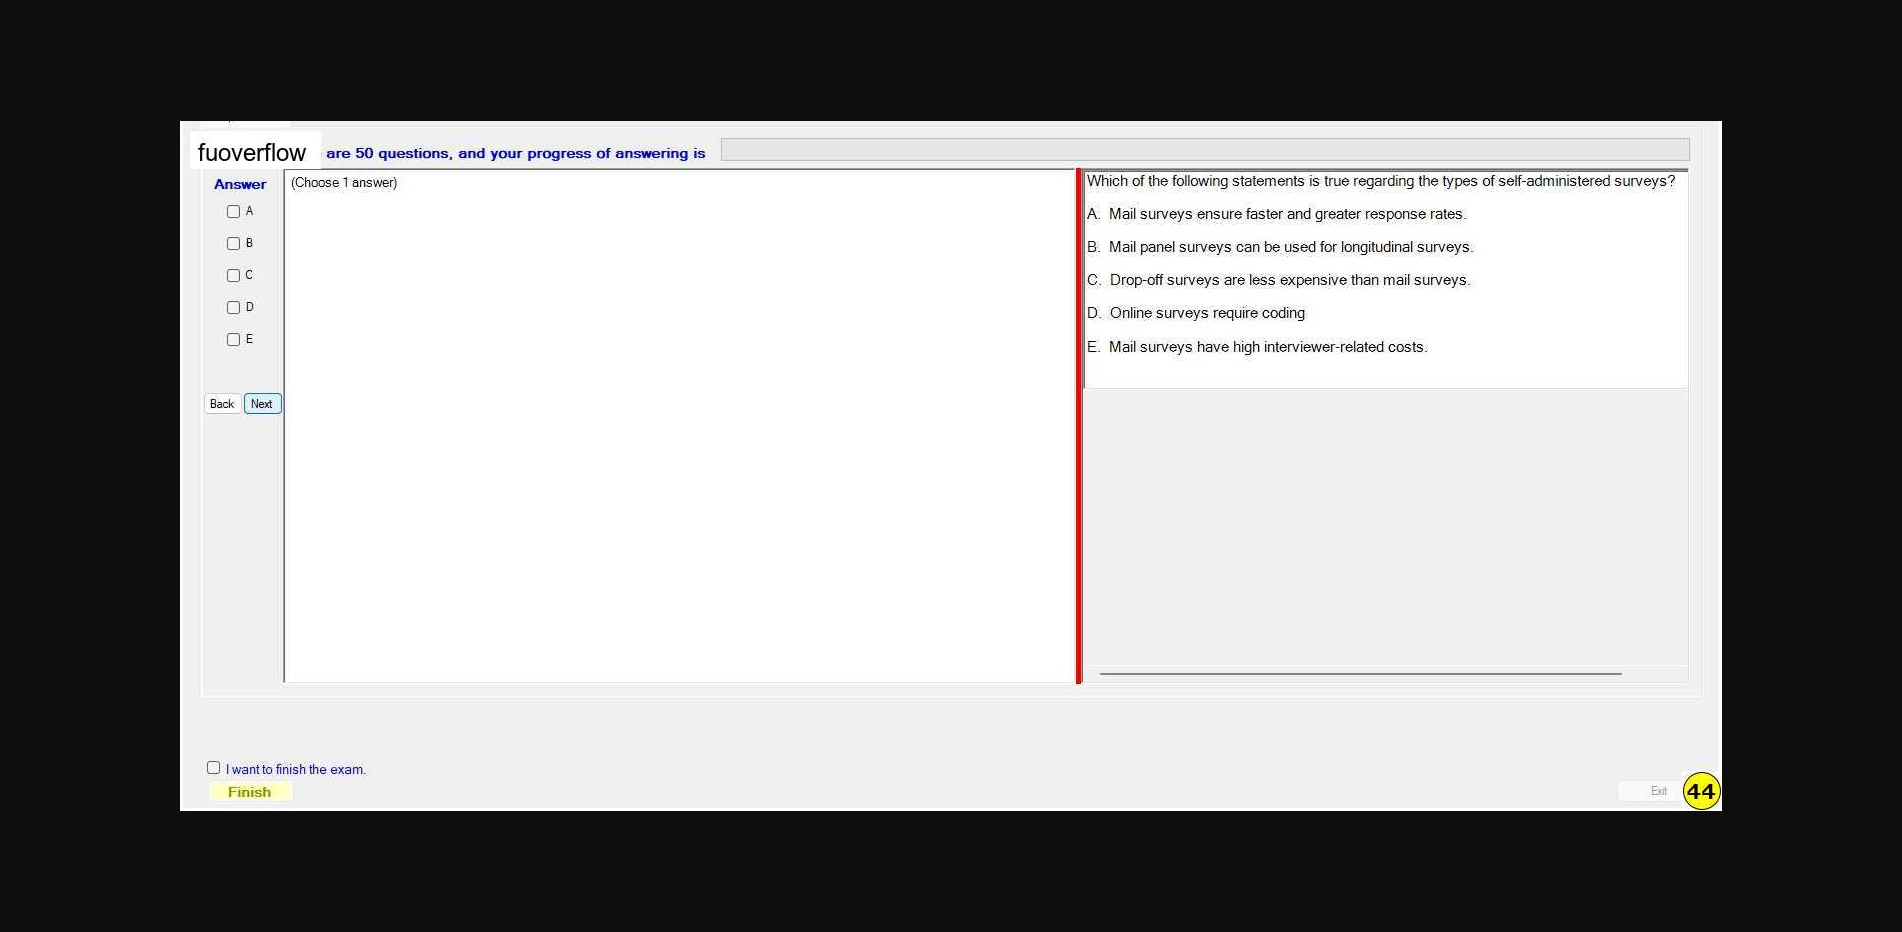 fuoverflow are 50 questions, and your progress of answering is
Answer
A
B
C
D
E
Back Next
(Choose 1 answer)
Which of the following statements is true regarding the types of self-administered surveys?
A. Mail surveys ensure faster and greater response rates.
B. Mail panel surveys can be used for longitudinal surveys.
C. Drop-off surveys are less expensive than mail surveys.
D. Online surveys require coding
E. Mail surveys have high interviewer-related costs.
I want to finish the exam.
Finish
Exit 44